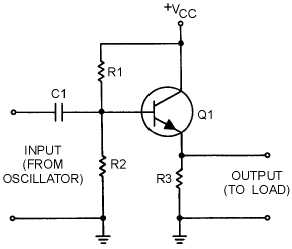 +VCC
R1
C1
Q1
INPUT
(FROM
OSCILLATOR)
R2
R3
OUTPUT
(TO LOAD)